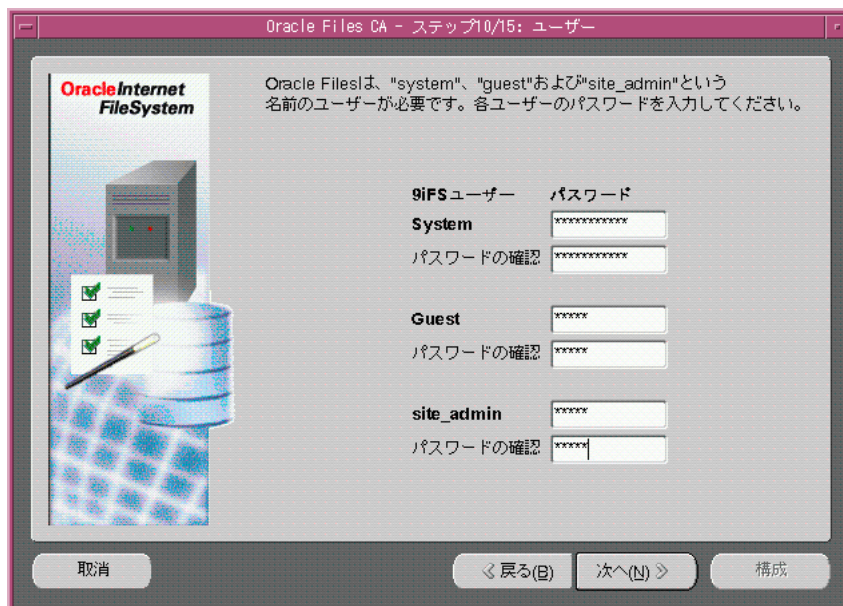 Oracle Files CA - ステップ10/15: ユーザー
OracleInternet
FileSystem
Oracle Filesは、"system"、"guest"および"site_admin"という
名前のユーザーが必要です。各ユーザーのパスワードを入力してください。
9iFSユーザー パスワード
System ***********
パスワードの確認 ***********
Guest *****
パスワードの確認 *****
site_admin *****
パスワードの確認 *****
取消 戻る(B) 次へ(N) 構成